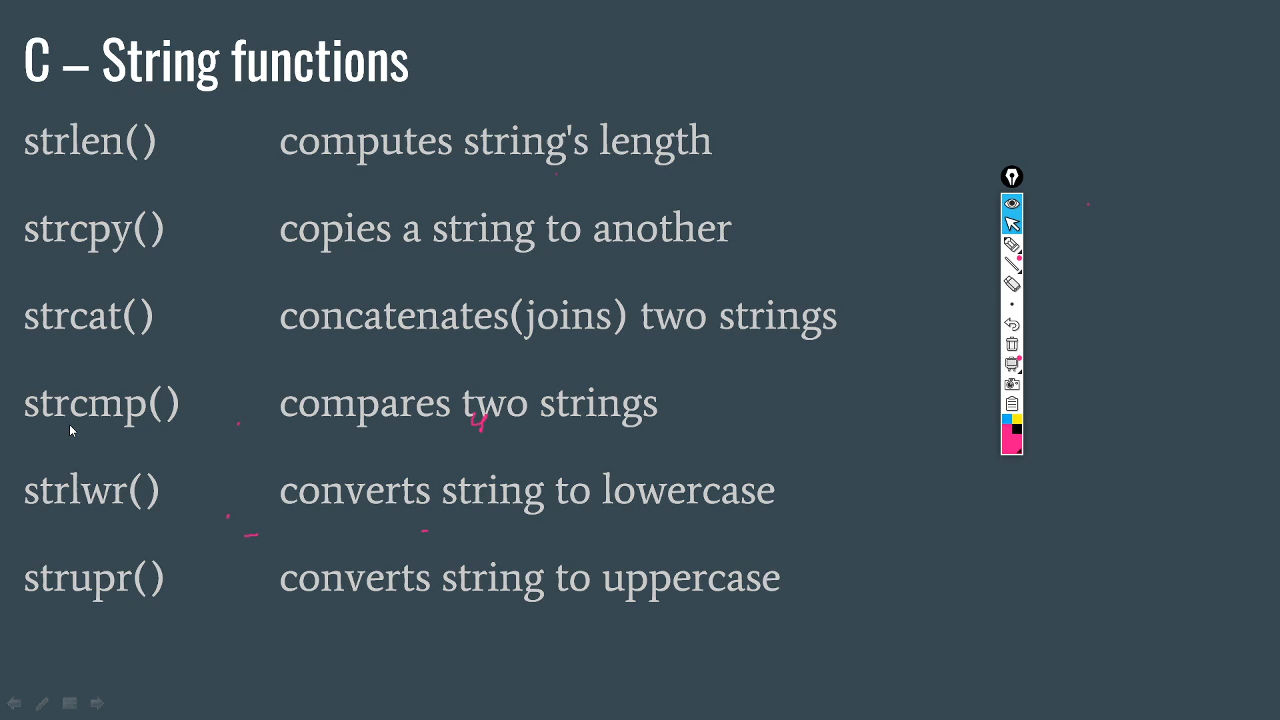 C – String functions
strlen() computes string's length
strcpy() copies a string to another
strcat() concatenates(joins) two strings
strcmp() compares two strings
strlwr() converts string to lowercase
strupr() converts string to uppercase